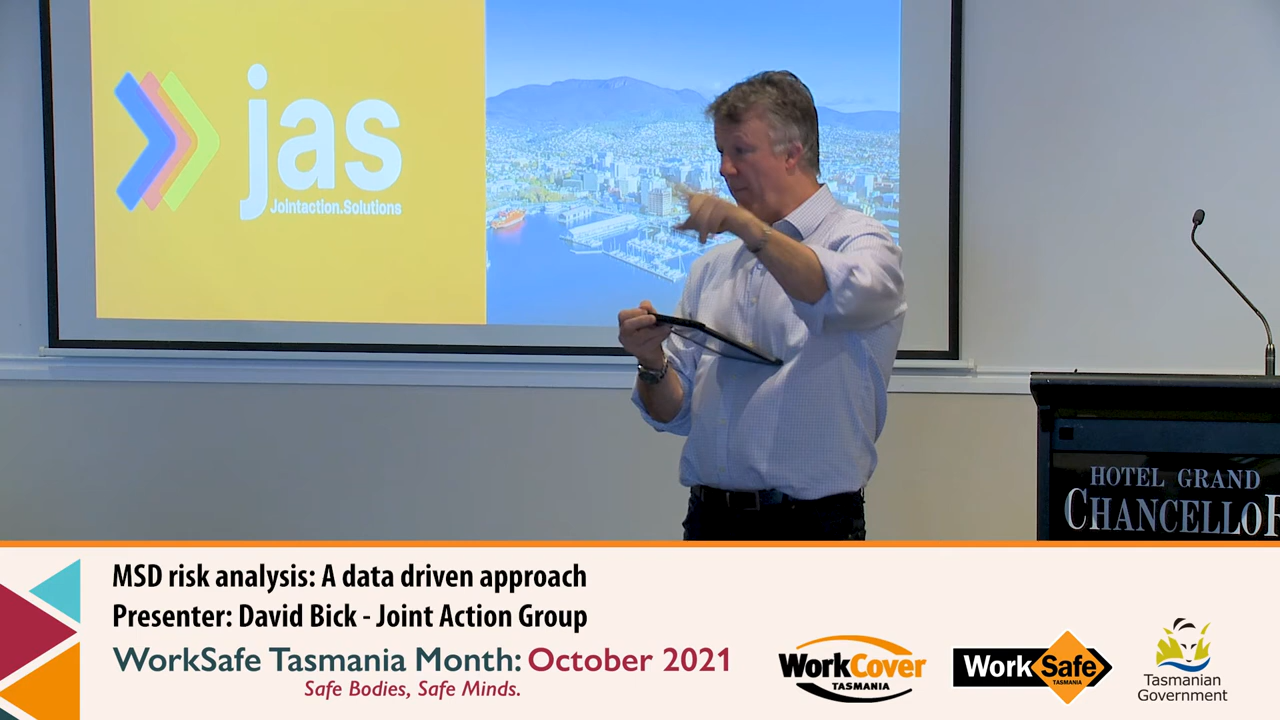 jas
Jointaction.Solutions
HOTEL GRAND
CHANCELLOR
MSD risk analysis: A data driven approach
Presenter: David Bick - Joint Action Group
WorkSafe Tasmania Month: October 2021
Safe Bodies, Safe Minds.
WorkCover
TASMANIA
WorkSafe
TASMANIA
Tasmanian
Government